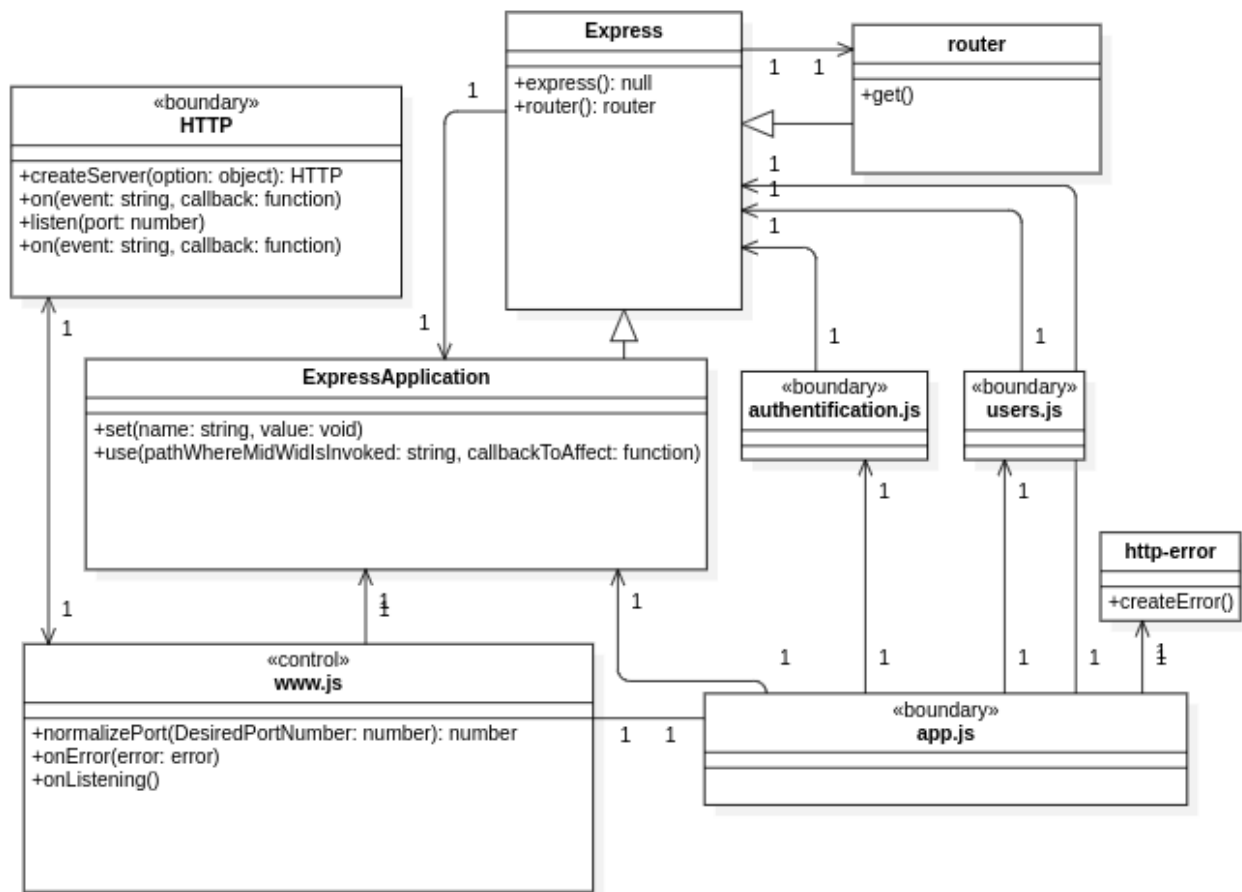 Express
+express(): null
+router(): router
router
+get()
1
1
1
«boundary»
HTTP
+createServer(option: object): HTTP
+on(event: string, callback: function)
+listen(port: number)
+on(event: string, callback: function)
1
1
1
1
1
1
1
1
ExpressApplication
+set(name: string, value: void)
+use(pathWhereMidWidIsInvoked: string, callbackToAffect: function)
«boundary»
authentification.js
«boundary»
users.js
1
1
http-error
+createError()
1
1
1
1
«control»
www.js
+normalizePort(DesiredPortNumber: number): number
+onError(error: error)
+onListening()
1
1
1
1
1
1
1
1
1
«boundary»
app.js